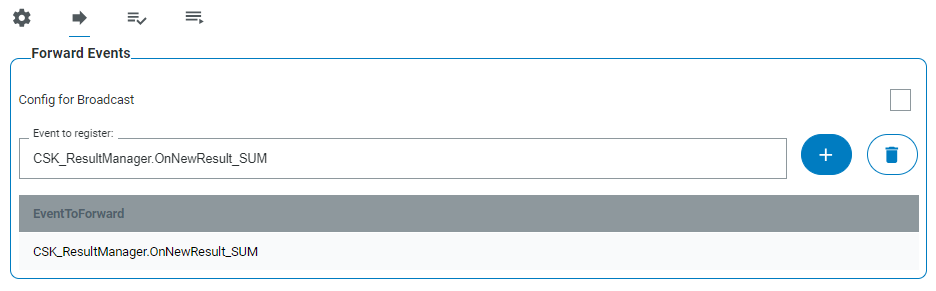 Forward Events
Config for Broadcast
Event to register:
CSK_ResultManager.OnNewResult_SUM
EventToForward
CSK_ResultManager.OnNewResult_SUM